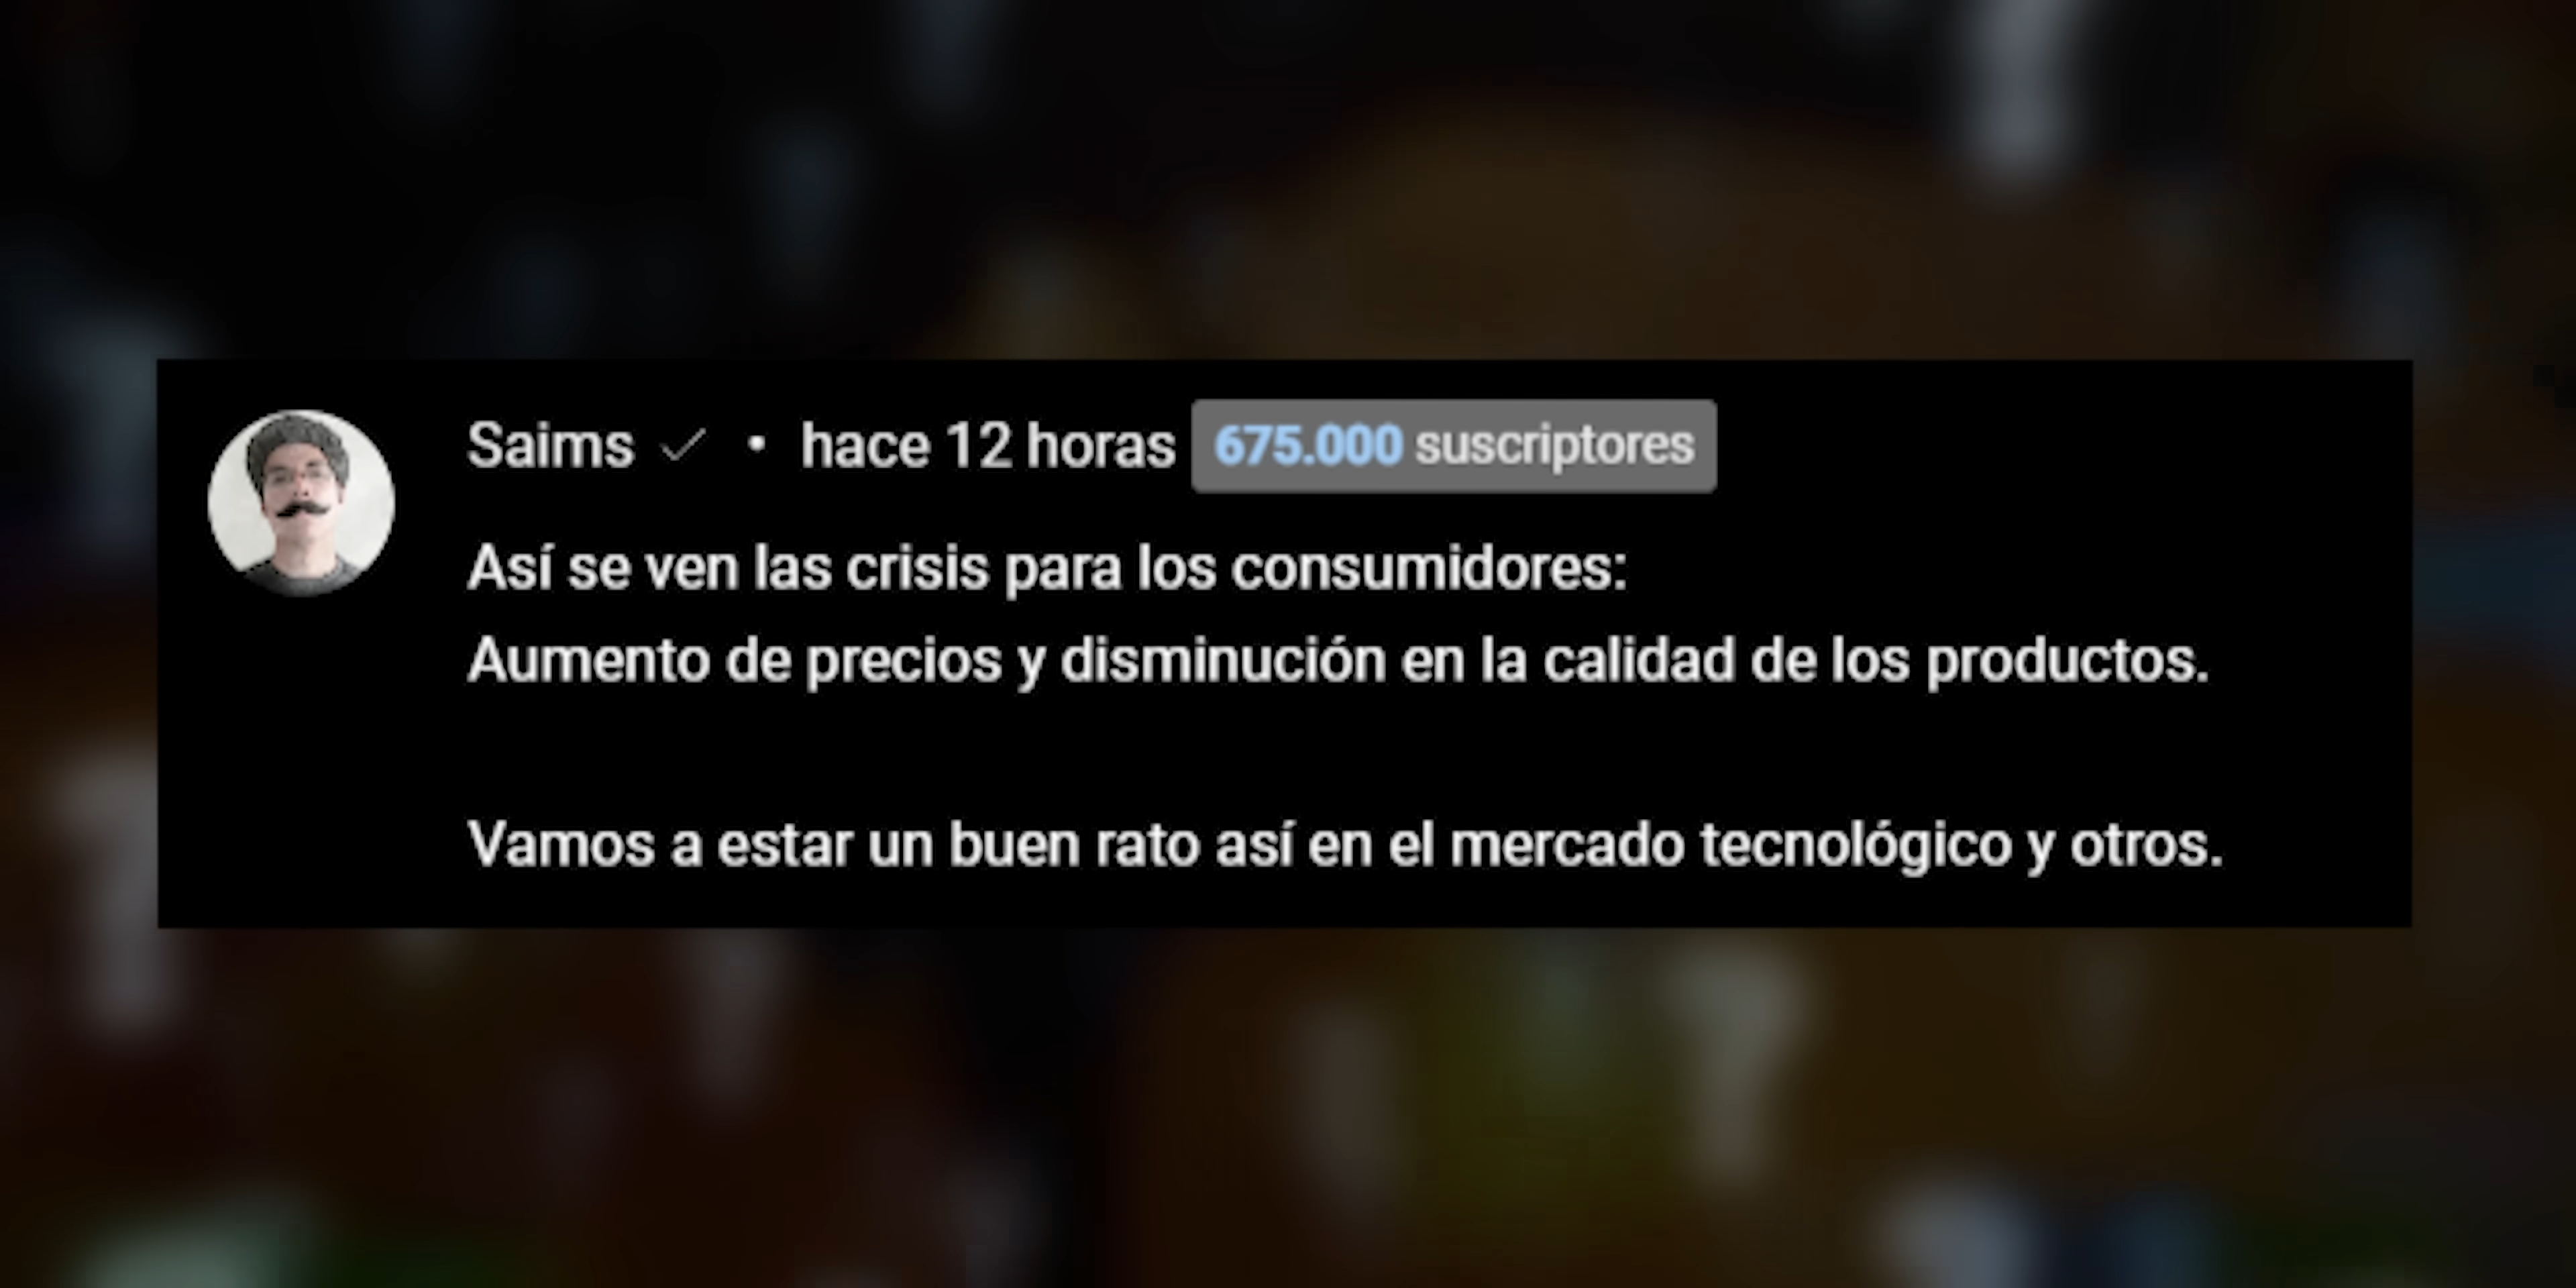 Saims ✓ • hace 12 horas 675.000 suscriptores
Así se ven las crisis para los consumidores:
Aumento de precios y disminución en la calidad de los productos.
Vamos a estar un buen rato así en el mercado tecnológico y otros.